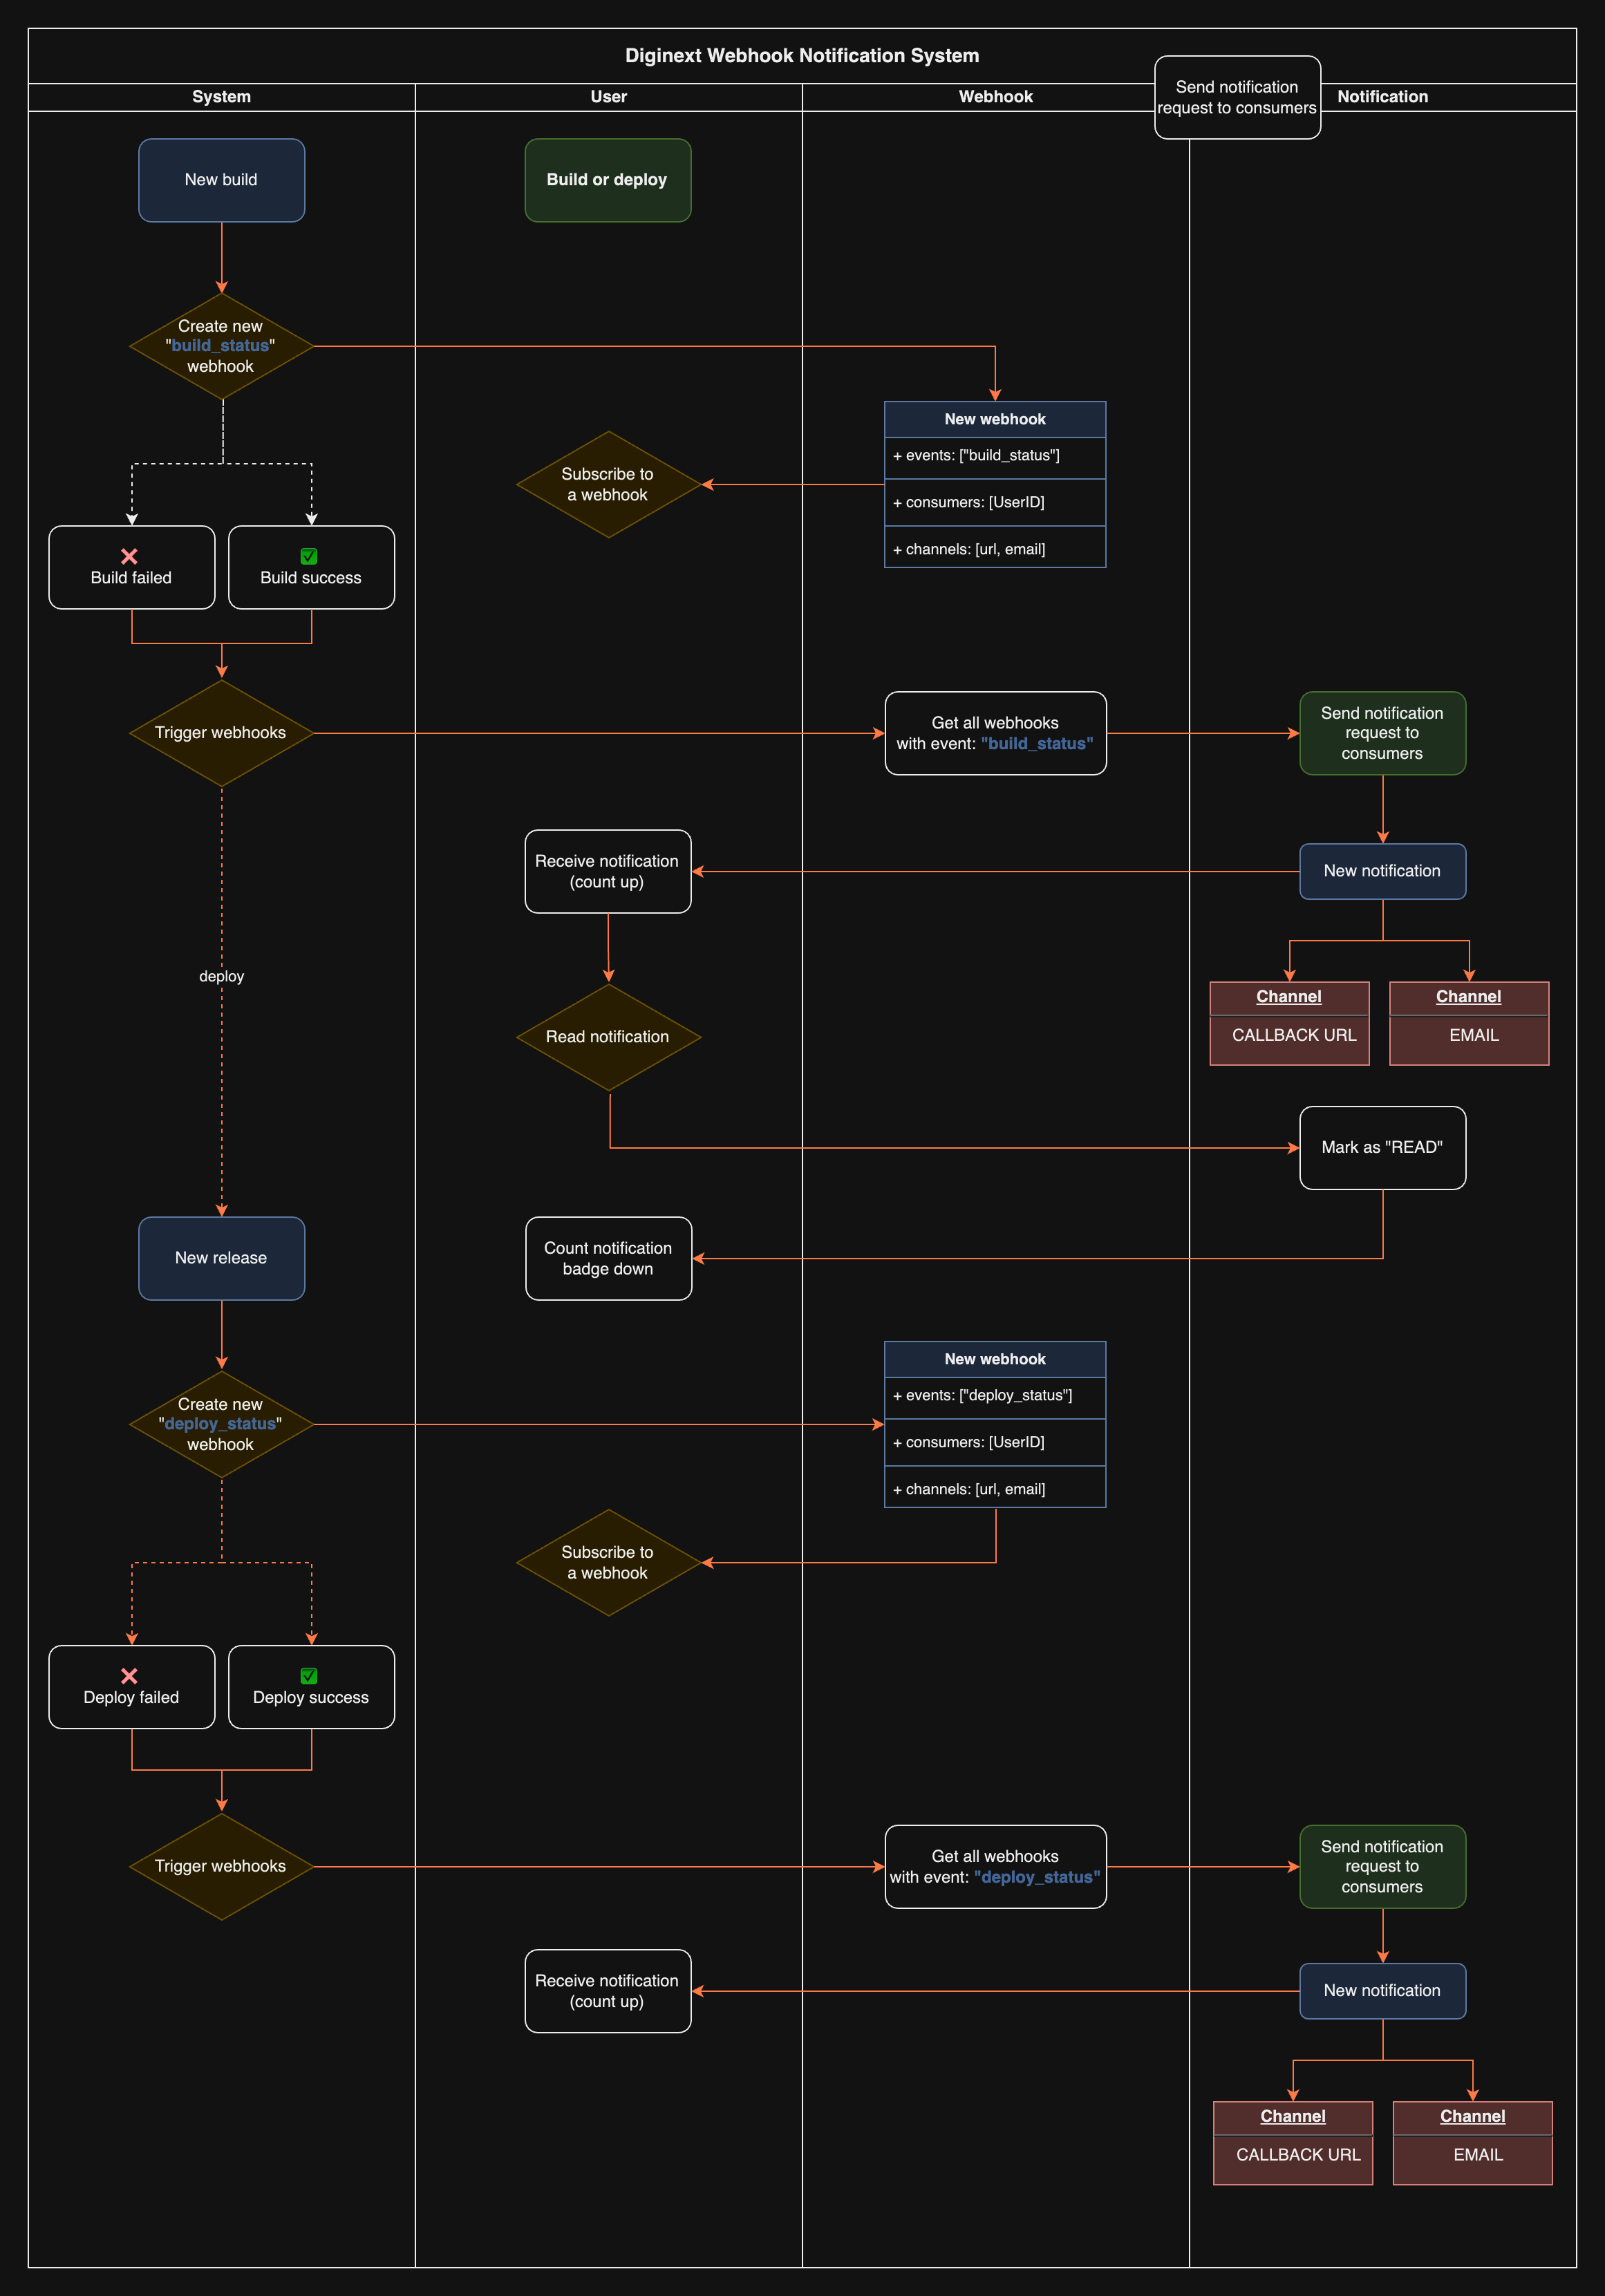 Diginext Webhook Notification System
Send notification
request to consumers
System
User
Webhook
Notification
New build
Build or deploy
Create new
"build_status"
webhook
New webhook
+ events: ["build_status"]
+ consumers: [UserID]
+ channels: [url, email]
Subscribe to
a webhook
Build failed
Build success
Trigger webhooks
Get all webhooks
with event: "build_status"
Send notification
request to
consumers
Receive notification
(count up)
New notification
deploy
Channel
CALLBACK URL
Channel
EMAIL
Read notification
Mark as "READ"
New release
Count notification
badge down
Create new
"deploy_status"
webhook
New webhook
+ events: ["deploy_status"]
+ consumers: [UserID]
+ channels: [url, email]
Subscribe to
a webhook
Deploy failed
Deploy success
Trigger webhooks
Get all webhooks
with event: "deploy_status"
Send notification
request to
consumers
Receive notification
(count up)
New notification
Channel
CALLBACK URL
Channel
EMAIL